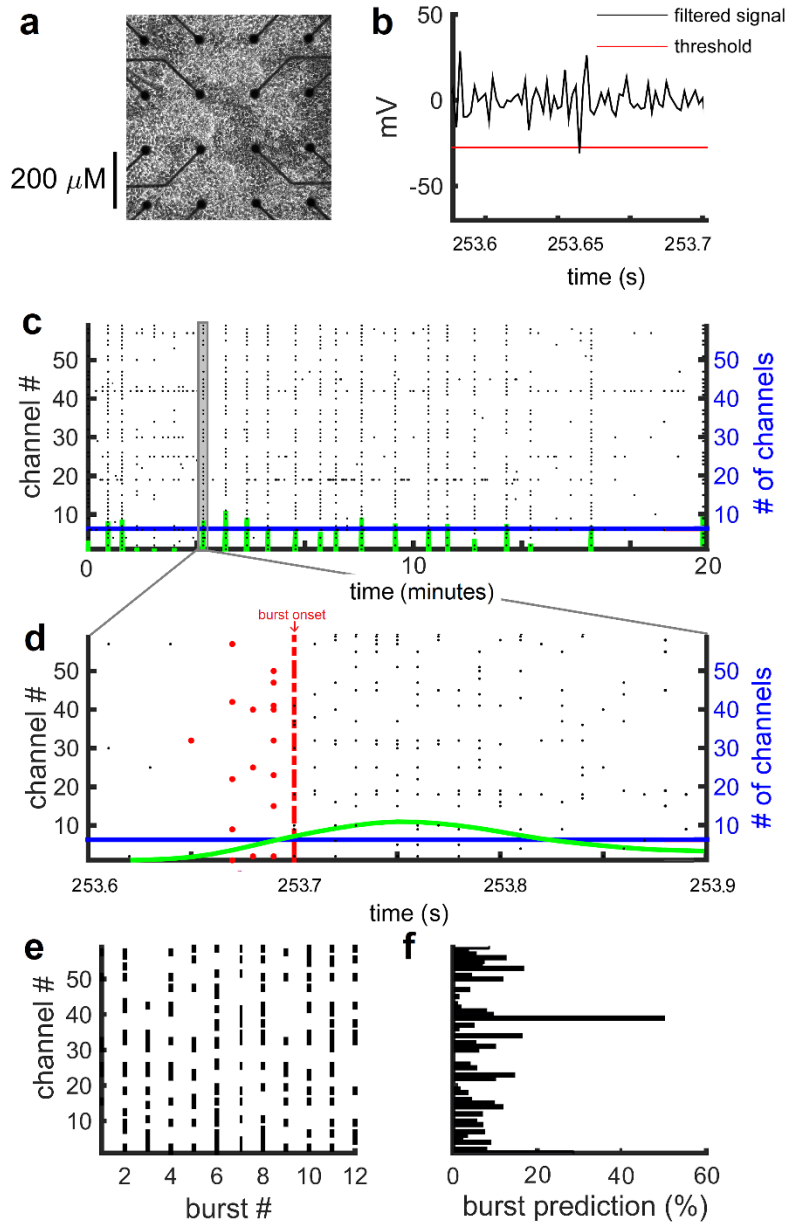 a
200 μM
b
filtered signal
threshold
50
0
-50
mV
253.6
253.65
253.7
time (s)
c
50
40
30
20
10
channel #
50
40
30
20
10
# of channels
0
10
20
time (minutes)
d
burst onset
50
40
30
20
10
channel #
50
40
30
20
10
# of channels
253.6
253.7
253.8
253.9
time (s)
e
50
40
30
20
10
channel #
2
4
6
8
10
12
burst #
f
0
20
40
60
burst prediction (%)